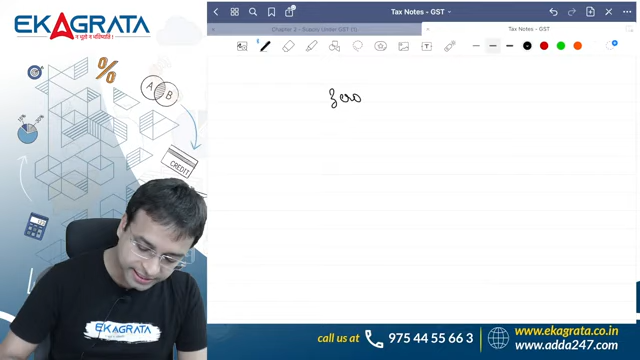 EKAGRATA
Tax Notes - GST
Chapter 2 - Supply Under GST (1)
Tax Notes - GST
%
A
B
CREDIT
Zero
EKAGRATA
call us at
975 44 55 66 3
www.ekagrata.co.in
www.adda247.com